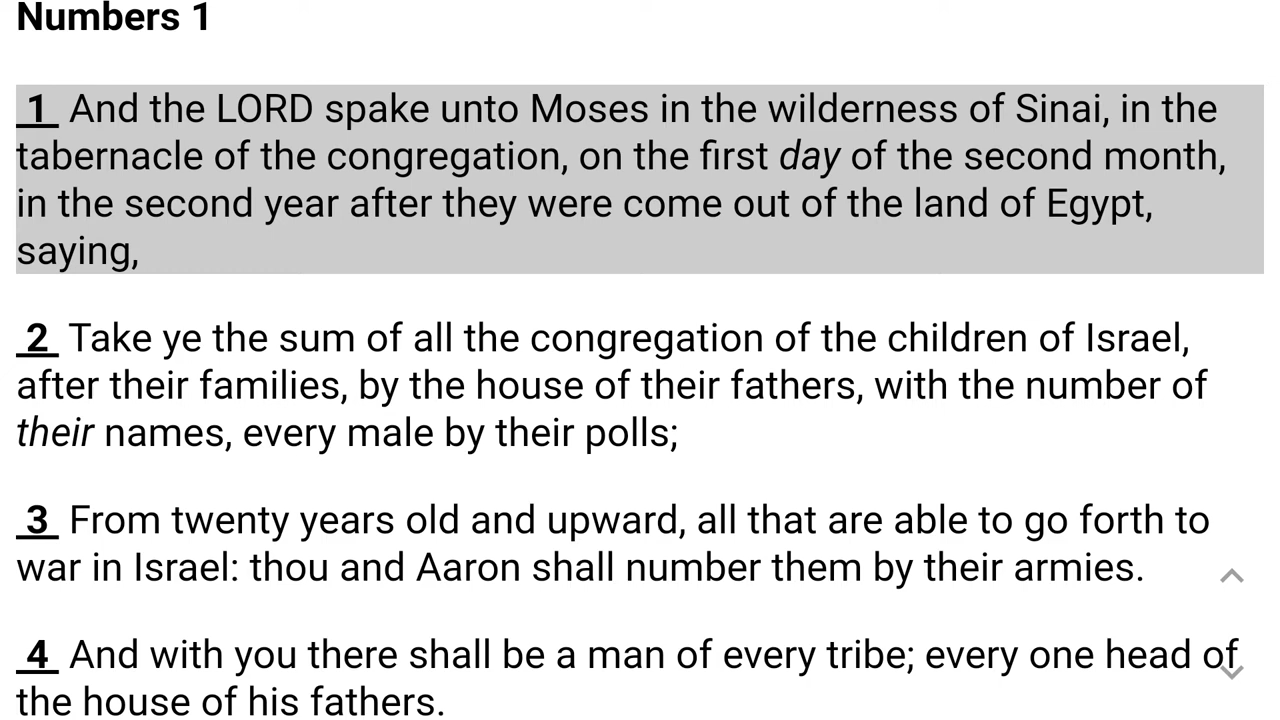 Numbers 1
1 And the LORD spake unto Moses in the wilderness of Sinai, in the
tabernacle of the congregation, on the first day of the second month,
in the second year after they were come out of the land of Egypt,
saying,
2 Take ye the sum of all the congregation of the children of Israel,
after their families, by the house of their fathers, with the number of
their names, every male by their polls;
3 From twenty years old and upward, all that are able to go forth to
war in Israel: thou and Aaron shall number them by their armies.
4 And with you there shall be a man of every tribe; every one head of
the house of his fathers.